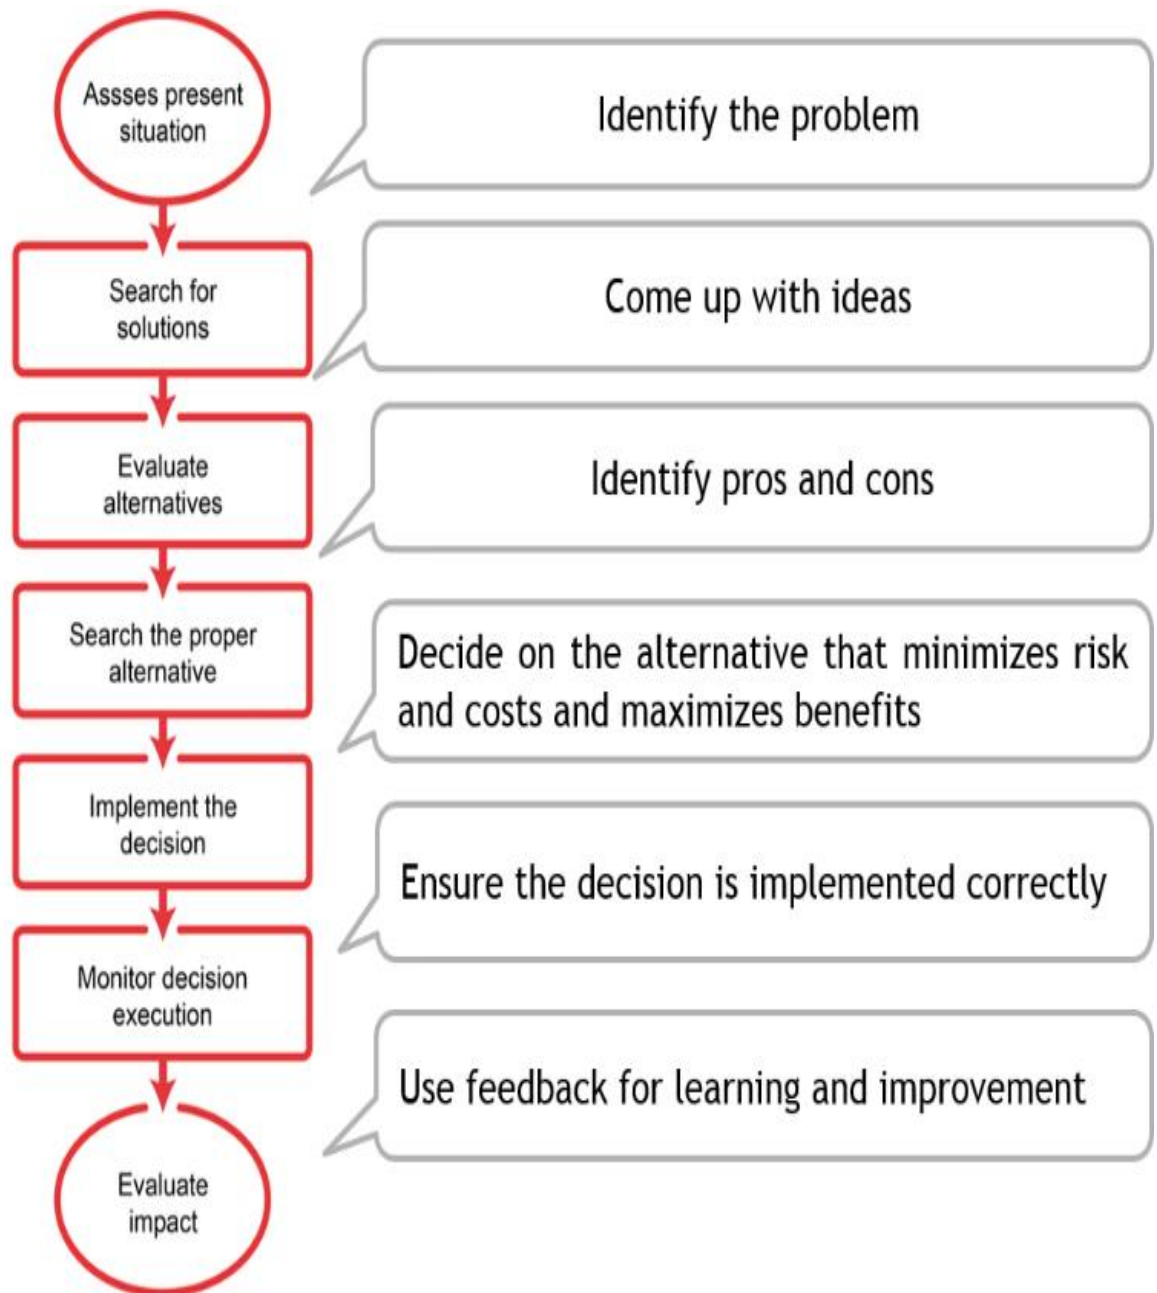 Assses present
situation
Identify the problem
Search for
solutions
Come up with ideas
Evaluate
alternatives
Identify pros and cons
Search the proper
alternative
Decide on the alternative that minimizes risk
and costs and maximizes benefits
Implement the
decision
Ensure the decision is implemented correctly
Monitor decision
execution
Use feedback for learning and improvement
Evaluate
impact